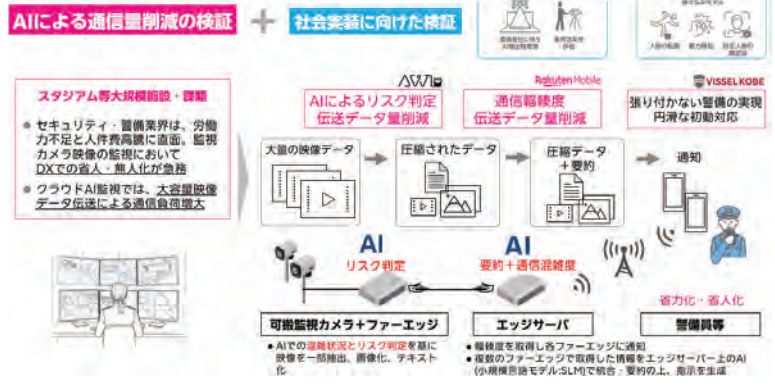 AIによる通信量削減の検証
社会実装に向けた検証
スタジアム等大規模施設・課題
● セキュリティ・警備業界は、労働
力不足と人件費高騰に直面。監視
カメラ映像の監視において
DXでの省人・無人化が急務
● クラウドAI監視では、大容量映像
データ伝送による通信負荷増大
AWL
AIによるリスク判定
伝送データ量削減
Rakuten Mobile
通信輻輳度
伝送データ量削減
VISSEL KOBE
張り付かない警備の実現
円滑な初動対応
大量の映像データ
圧縮されたデータ
圧縮データ
+要約
通知
AI
リスク判定
AI
要約+通信混雑度
省力化・省人化
可搬監視カメラ+ファーエッジ
エッジサーバ
警備員等
● AIでの混雑状況とリスク判定を基に
映像を一部抽出、画像化、テキスト
化
● 輻輳度を取得し各ファーエッジに通知
● 複数のファーエッジで取得した情報をエッジサーバー上のAI
(小規模言語モデル:SLM)で統合・要約の上、指示を生成